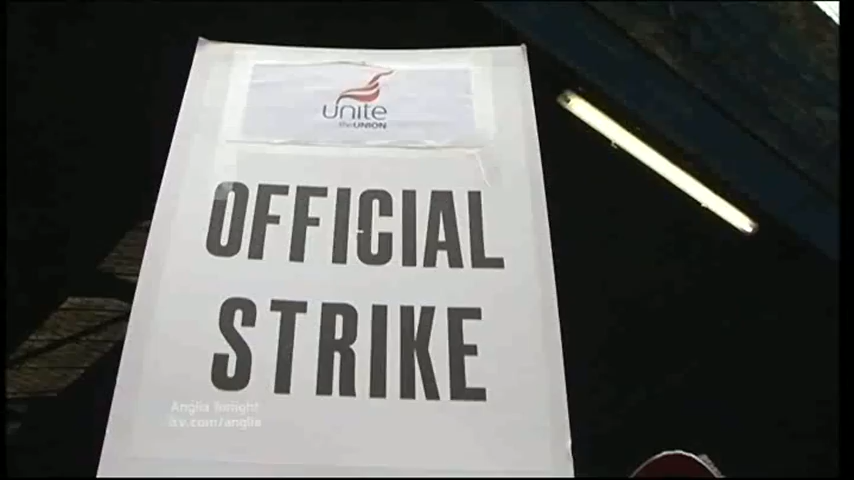 unite
the UNION
OFFICIAL
STRIKE
Anglia Tonight
itv.com/anglia